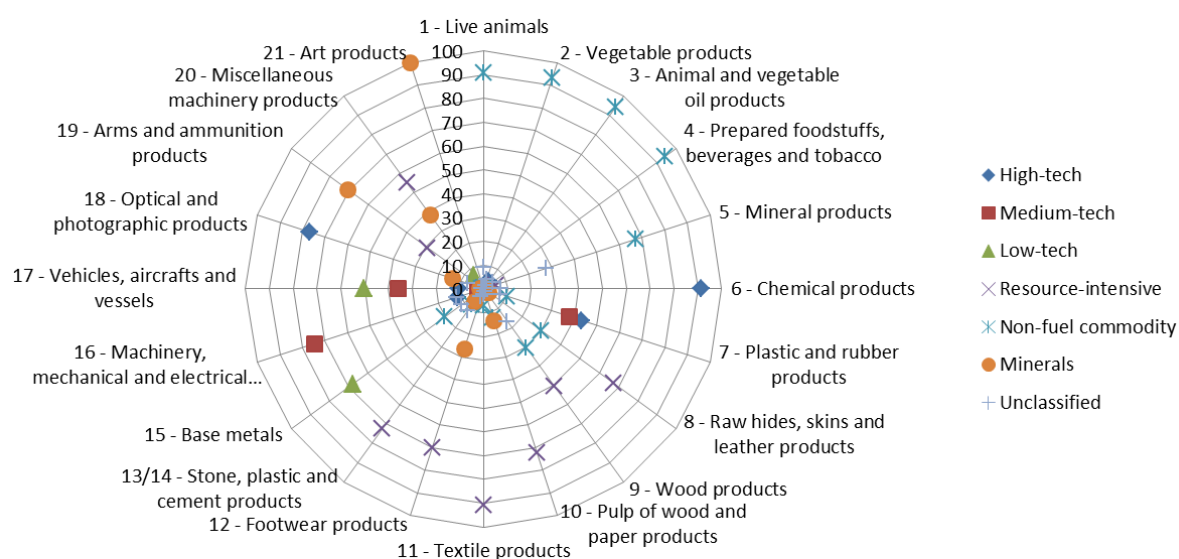 1 - Live animals
2 - Vegetable products
3 - Animal and vegetable
oil products
4 - Prepared foodstuffs,
beverages and tobacco
5 - Mineral products
6 - Chemical products
7 - Plastic and rubber
products
8 - Raw hides, skins and
leather products
9 - Wood products
10 - Pulp of wood and
paper products
11 - Textile products
12 - Footwear products
13/14 - Stone, plastic and
cement products
15 - Base metals
16 - Machinery,
mechanical and electrical...
17 - Vehicles, aircrafts and
vessels
18 - Optical and
photographic products
19 - Arms and ammunition
products
20 - Miscellaneous
machinery products
21 - Art products
100
90
80
70
60
50
40
30
20
10
0
High-tech
Medium-tech
Low-tech
Resource-intensive
Non-fuel commodity
Minerals
Unclassified